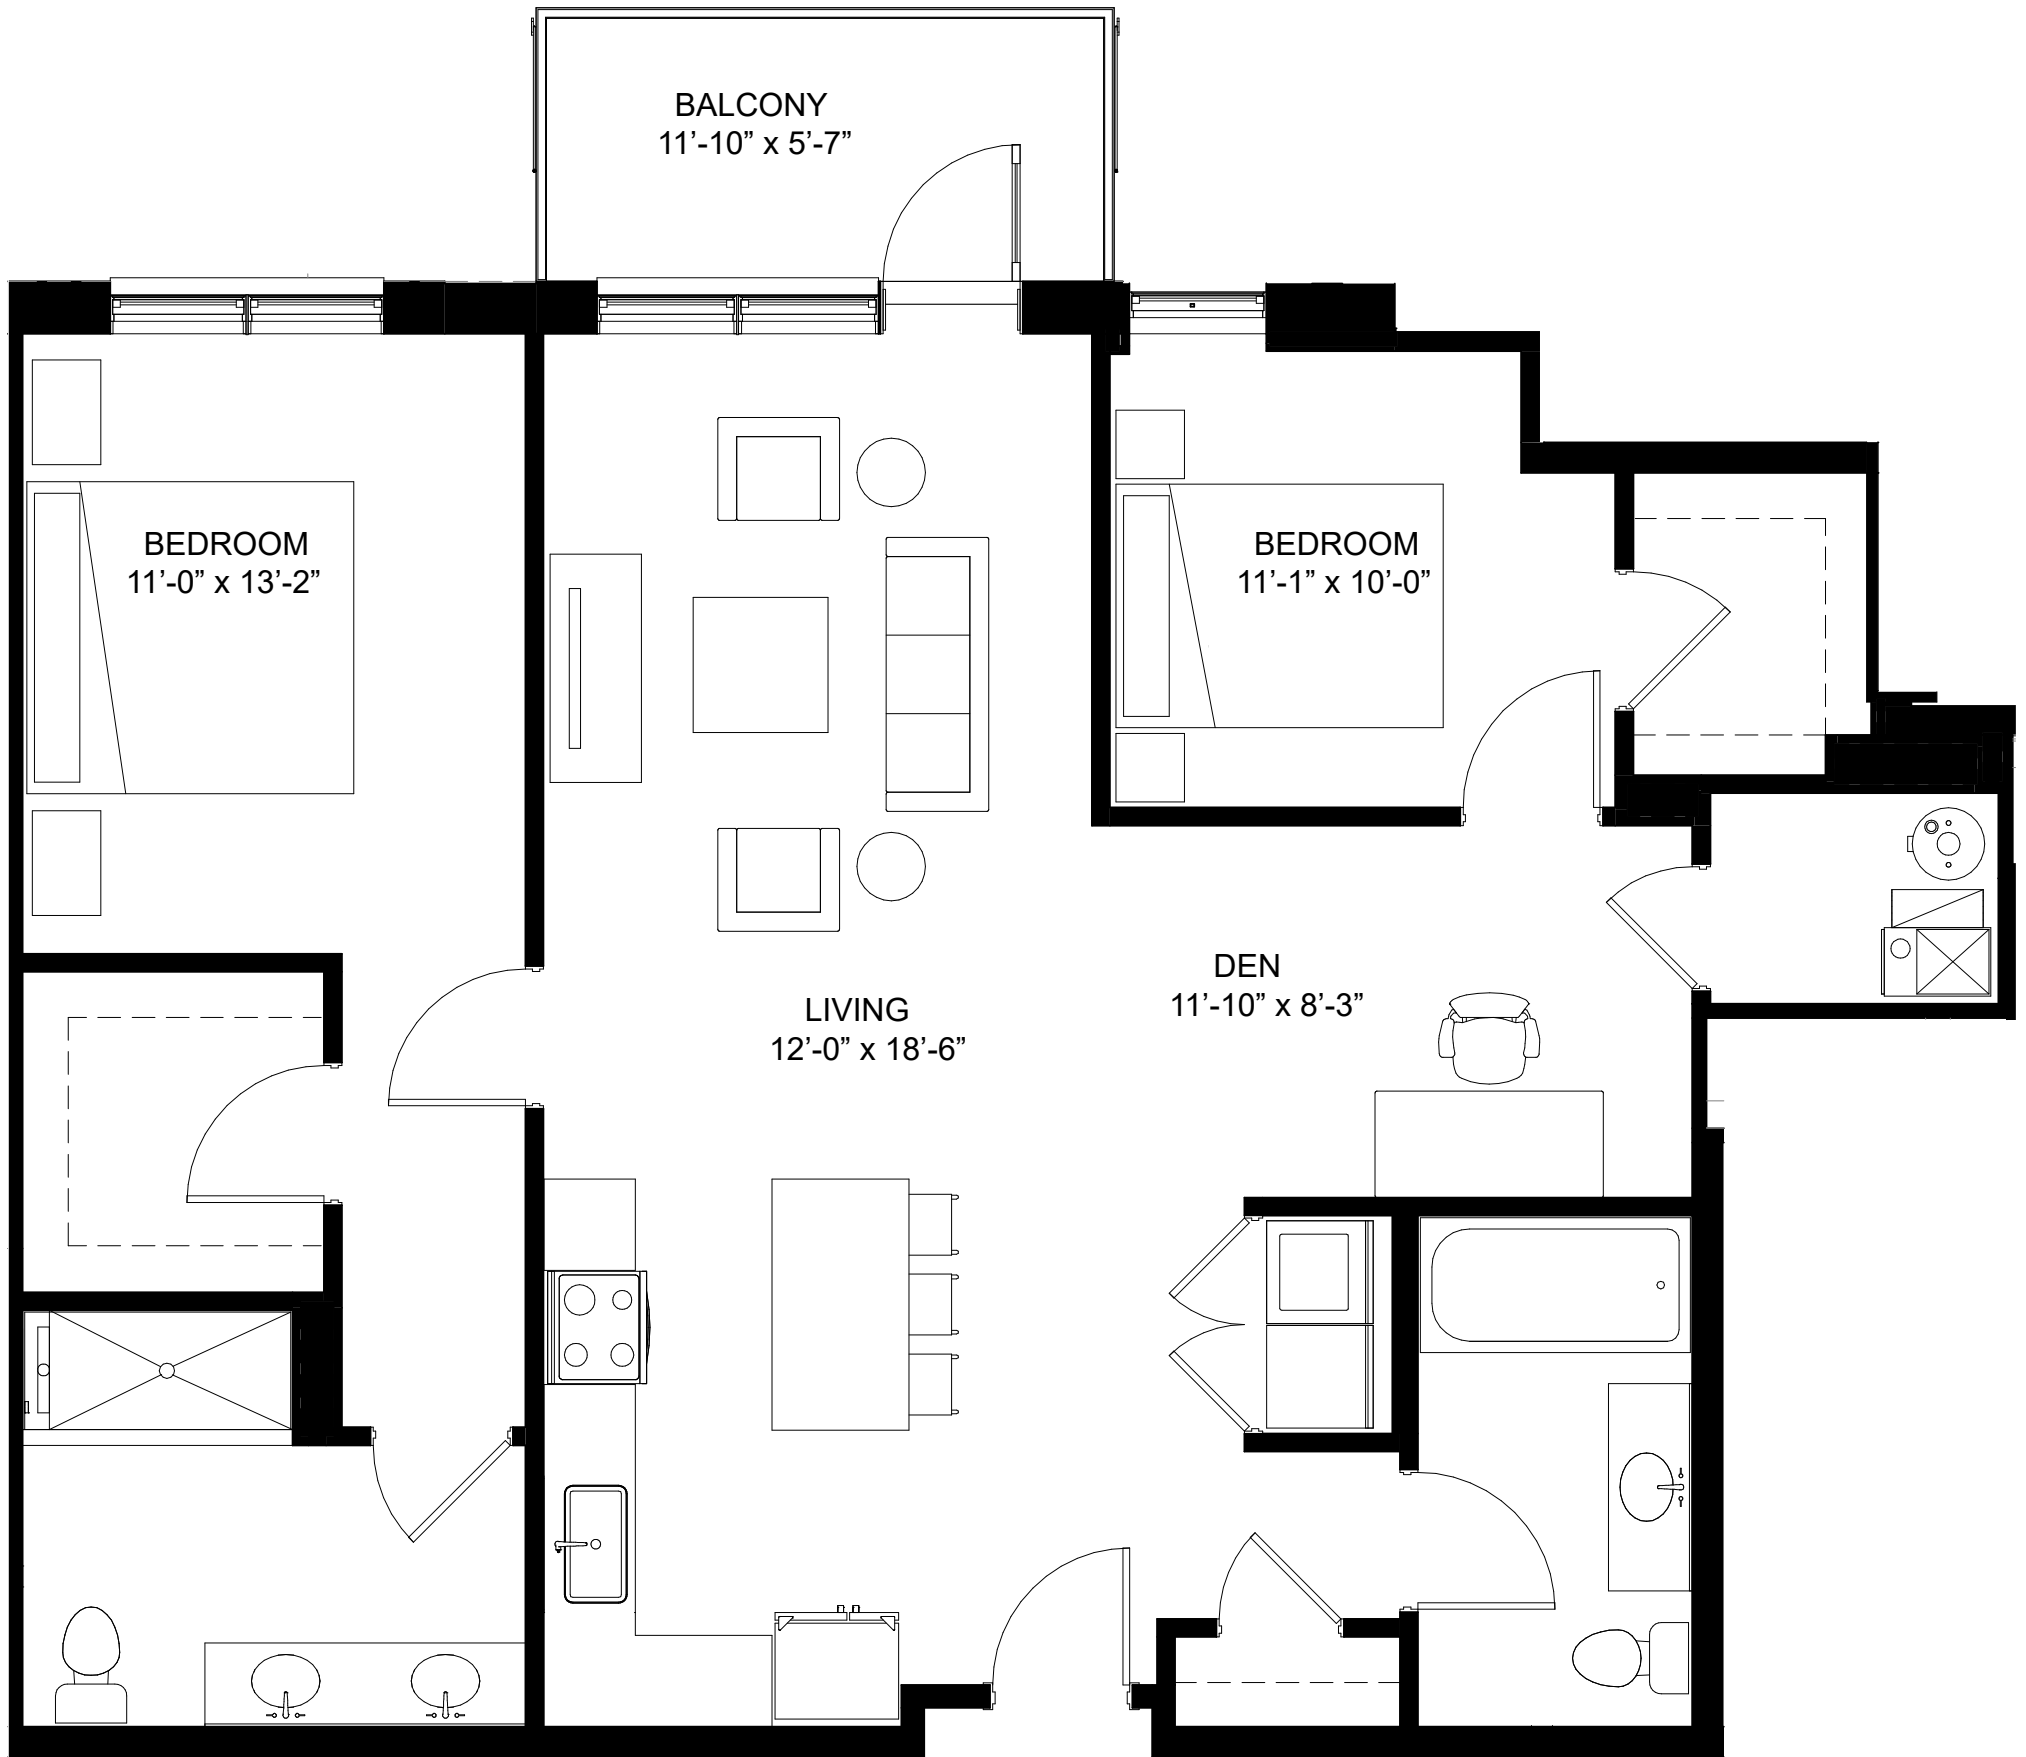 BALCONY
11’-10” x 5’-7”
BEDROOM
11’-0” x 13’-2”
BEDROOM
11’-1” x 10’-0”
LIVING
12’-0” x 18’-6”
DEN
11’-10” x 8’-3”